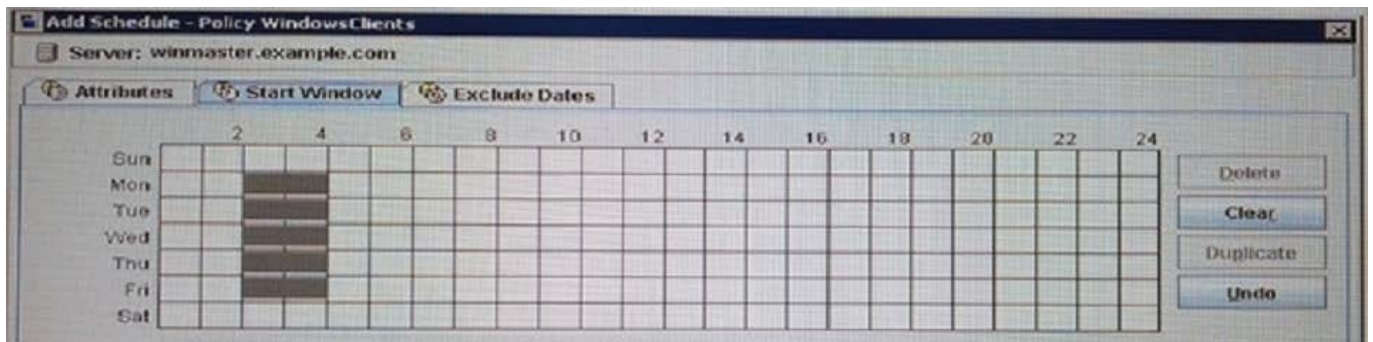 Add Schedule - Policy WindowsClients
Server: winmaster.example.com
Attributes Start Window Exclude Dates
2 4 6 8 10 12 14 16 18 20 22 24
Sun
Mon
Tue
Wed
Thu
Fri
Sat
Delete
Clear
Duplicate
Undo